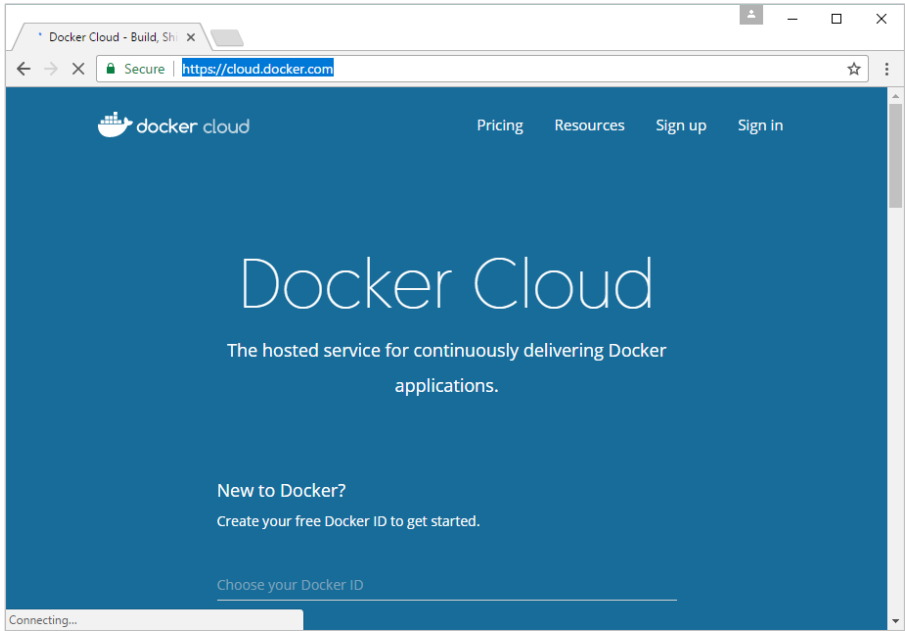 Docker Cloud - Build, Shi
Secure
https://cloud.docker.com
docker cloud
Pricing
Resources
Sign up
Sign in
Docker Cloud
The hosted service for continuously delivering Docker
applications.
New to Docker?
Create your free Docker ID to get started.
Choose your Docker ID
Connecting...